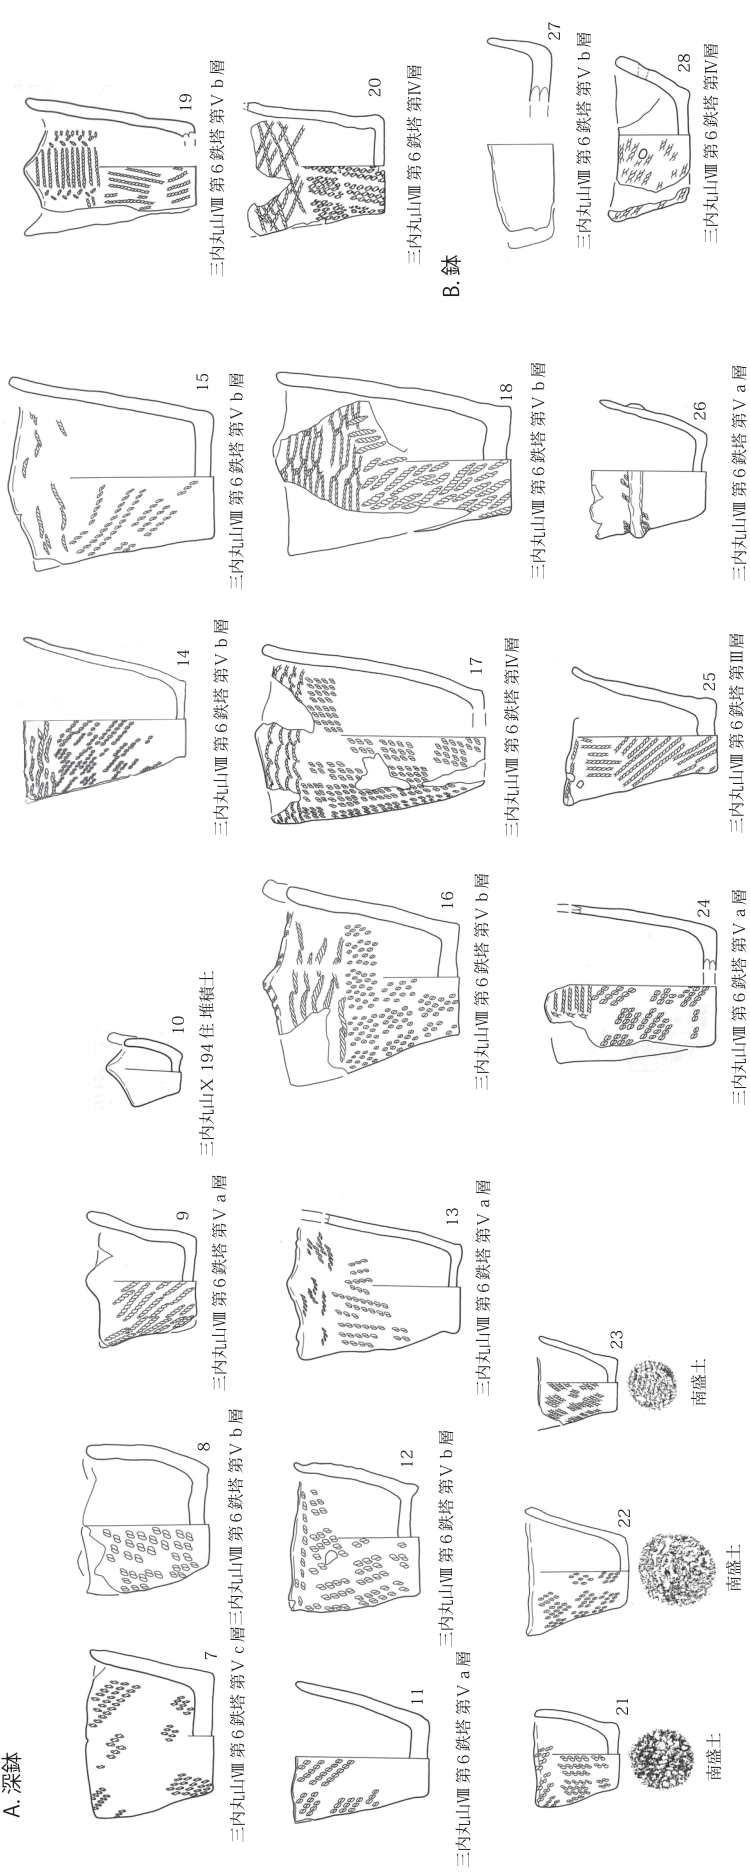 A. 深鉢
7
三内丸山Ⅷ 第6鉄塔 第Ⅴc層
8
三内丸山Ⅷ 第6鉄塔 第Ⅴb層
9
三内丸山Ⅷ 第6鉄塔 第Ⅴa層
10
三内丸山Ⅹ 194住 堆積土
14
三内丸山Ⅷ 第6鉄塔 第Ⅴb層
15
三内丸山Ⅷ 第6鉄塔 第Ⅴb層
19
三内丸山Ⅷ 第6鉄塔 第Ⅴb層
11
三内丸山Ⅷ 第6鉄塔 第Ⅴa層
12
三内丸山Ⅷ 第6鉄塔 第Ⅴb層
13
三内丸山Ⅷ 第6鉄塔 第Ⅴa層
16
三内丸山Ⅷ 第6鉄塔 第Ⅴb層
17
三内丸山Ⅷ 第6鉄塔 第Ⅳ層
18
三内丸山Ⅷ 第6鉄塔 第Ⅴb層
20
三内丸山Ⅷ 第6鉄塔 第Ⅳ層
21
南盛土
22
南盛土
23
南盛土
24
三内丸山Ⅷ 第6鉄塔 第Ⅴa層
25
三内丸山Ⅷ 第6鉄塔 第Ⅲ層
26
三内丸山Ⅷ 第6鉄塔 第Ⅴa層
B. 鉢
27
三内丸山Ⅷ 第6鉄塔 第Ⅴb層
28
三内丸山Ⅷ 第6鉄塔 第Ⅳ層